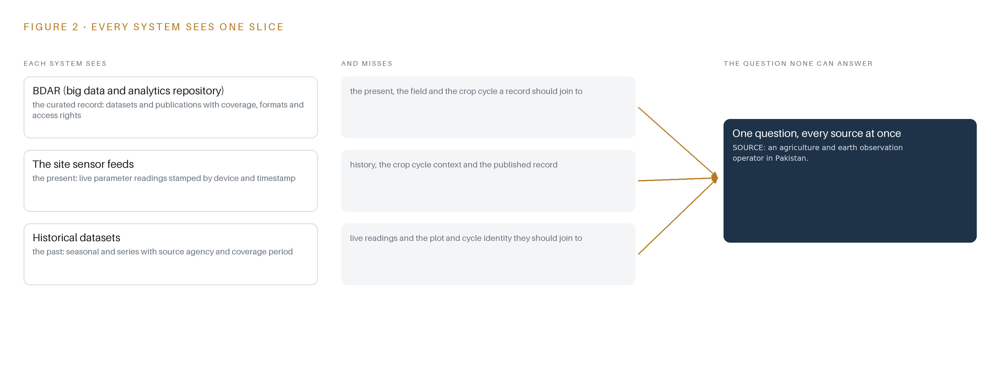 FIGURE 2 · EVERY SYSTEM SEES ONE SLICE
EACH SYSTEM SEES
AND MISSES
THE QUESTION NONE CAN ANSWER
BDAR (big data and analytics repository)
the curated record: datasets and publications with coverage, formats and
access rights
the present, the field and the crop cycle a record should join to
The site sensor feeds
the present: live parameter readings stamped by device and timestamp
history, the crop cycle context and the published record
Historical datasets
the past: seasonal and series with source agency and coverage period
live readings and the plot and cycle identity they should join to
One question, every source at once
SOURCE: an agriculture and earth observation
operator in Pakistan.